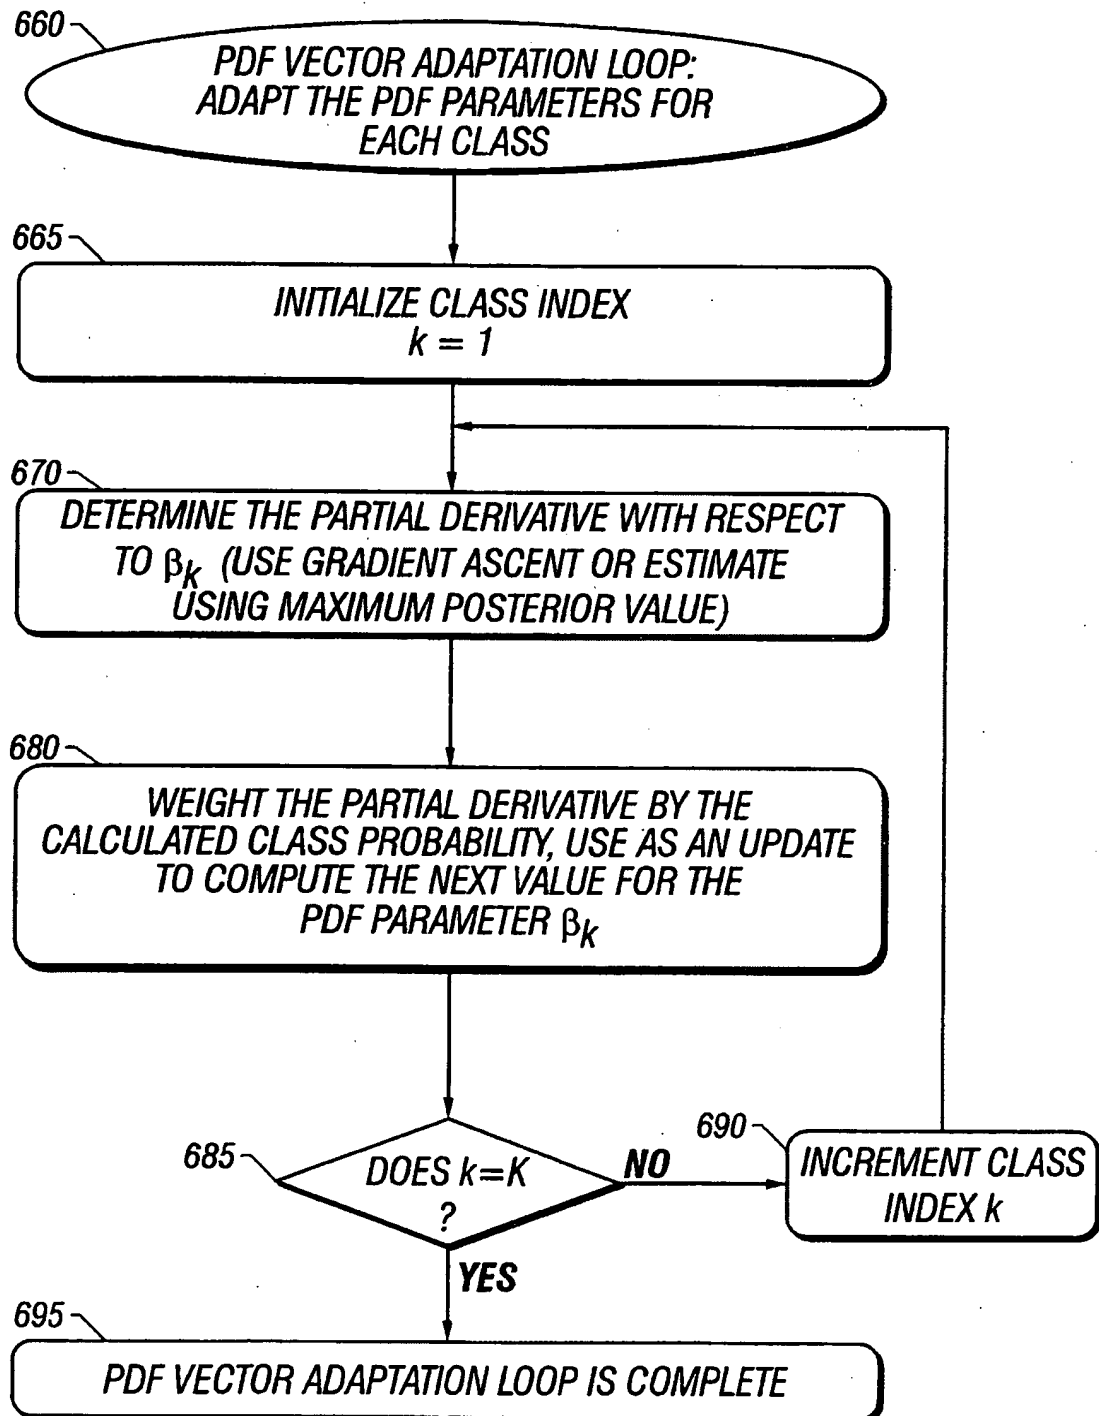 660
PDF VECTOR ADAPTATION LOOP:
ADAPT THE PDF PARAMETERS FOR
EACH CLASS
665
INITIALIZE CLASS INDEX
k = 1
670
DETERMINE THE PARTIAL DERIVATIVE WITH RESPECT
TO βk (USE GRADIENT ASCENT OR ESTIMATE
USING MAXIMUM POSTERIOR VALUE)
680
WEIGHT THE PARTIAL DERIVATIVE BY THE
CALCULATED CLASS PROBABILITY, USE AS AN UPDATE
TO COMPUTE THE NEXT VALUE FOR THE
PDF PARAMETER βk
685
DOES k=K
?
NO
690
INCREMENT CLASS
INDEX k
YES
695
PDF VECTOR ADAPTATION LOOP IS COMPLETE